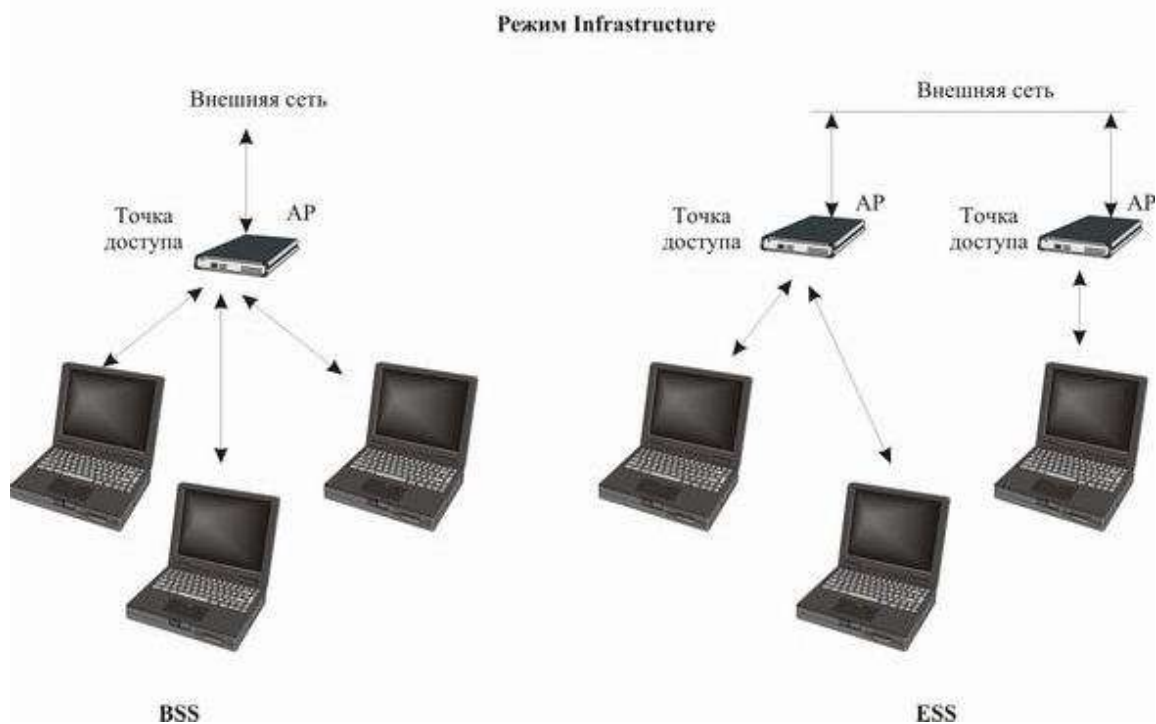 Режим Infrastructure
Внешняя сеть
Точка
доступа
AP
BSS
Внешняя сеть
Точка
доступа
AP
Точка
доступа
AP
ESS